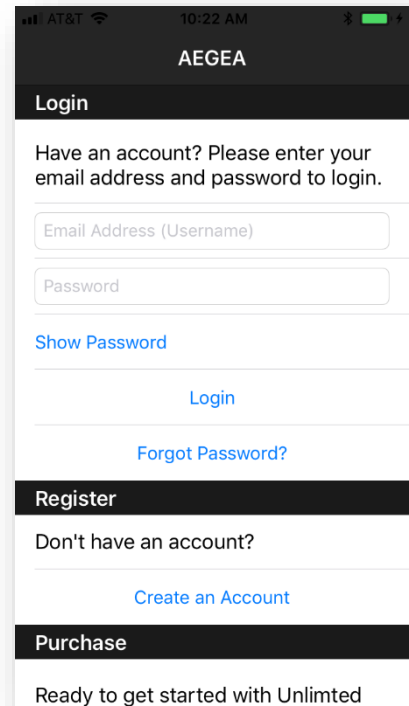 AT&T 10:22 AM
AEGEA
Login
Have an account? Please enter your
email address and password to login.
Email Address (Username)
Password
Show Password
Login
Forgot Password?
Register
Don't have an account?
Create an Account
Purchase
Ready to get started with Unlimted